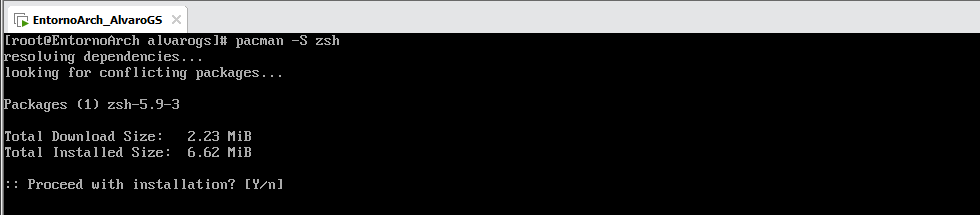 EntornoArch_AlvaroGS
[root@EntornoArch alvarogs]# pacman -S zsh
resolving dependencies...
looking for conflicting packages...
Packages (1) zsh-5.9-3
Total Download Size:   2.23 MiB
Total Installed Size:  6.62 MiB
:: Proceed with installation? [Y/n]